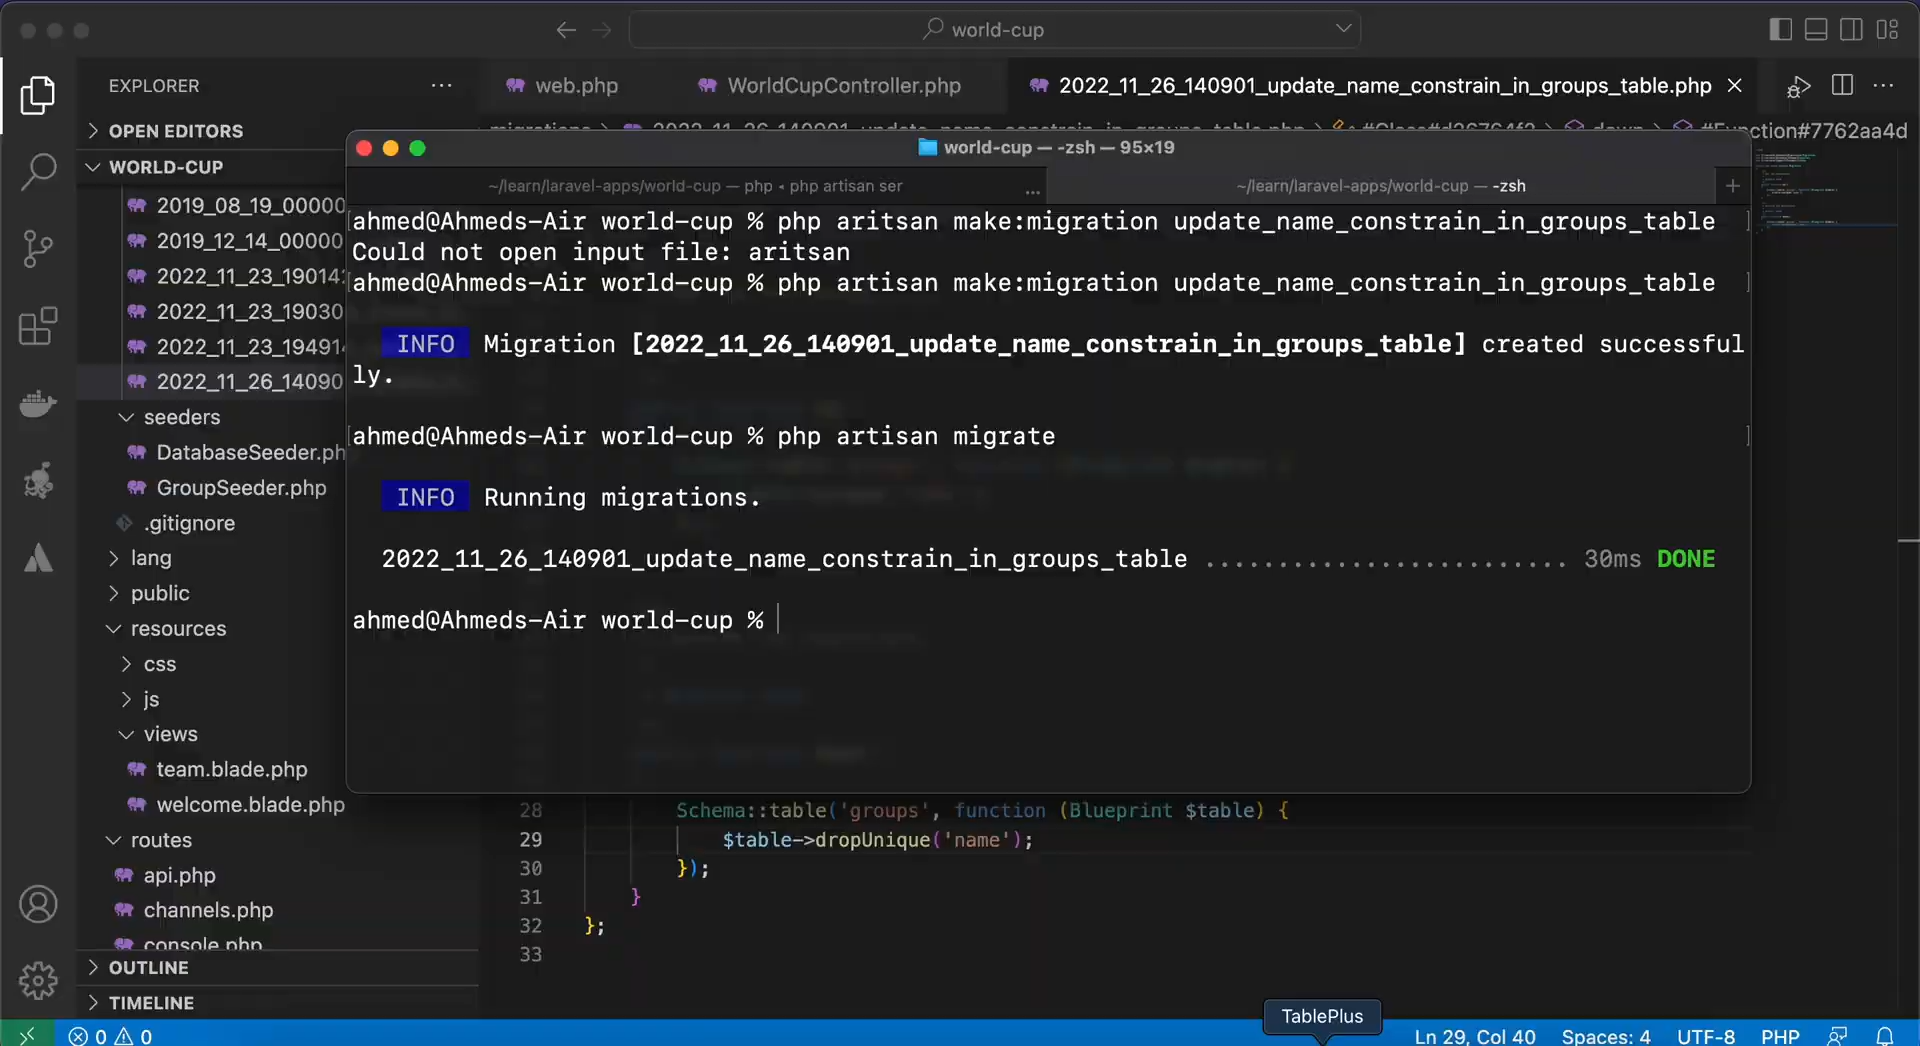 world-cup
EXPLORER
web.php
WorldCupController.php
2022_11_26_140901_update_name_constrain_in_groups_table.php
OPEN EDITORS
WORLD-CUP
2019_08_19_00000
2019_12_14_00000
2022_11_23_190142
2022_11_23_19030
2022_11_23_194914
2022_11_26_14090
seeders
DatabaseSeeder.ph
GroupSeeder.php
.gitignore
lang
public
resources
css
js
views
team.blade.php
welcome.blade.php
routes
api.php
channels.php
console.php
OUTLINE
TIMELINE
world-cup — -zsh — 95×19
~/learn/laravel-apps/world-cup — php ◂ php artisan ser ...
~/learn/laravel-apps/world-cup — -zsh
ahmed@Ahmeds-Air world-cup % php aritsan make:migration update_name_constrain_in_groups_table
Could not open input file: aritsan
ahmed@Ahmeds-Air world-cup % php artisan make:migration update_name_constrain_in_groups_table
INFO Migration [2022_11_26_140901_update_name_constrain_in_groups_table] created successful
ly.
ahmed@Ahmeds-Air world-cup % php artisan migrate
INFO Running migrations.
2022_11_26_140901_update_name_constrain_in_groups_table ......................... 30ms DONE
ahmed@Ahmeds-Air world-cup %
28 Schema::table('groups', function (Blueprint $table) {
29 $table->dropUnique('name');
30 });
31 }
32 };
33
TablePlus
0 0
Ln 29, Col 40 Spaces: 4 UTF-8 PHP